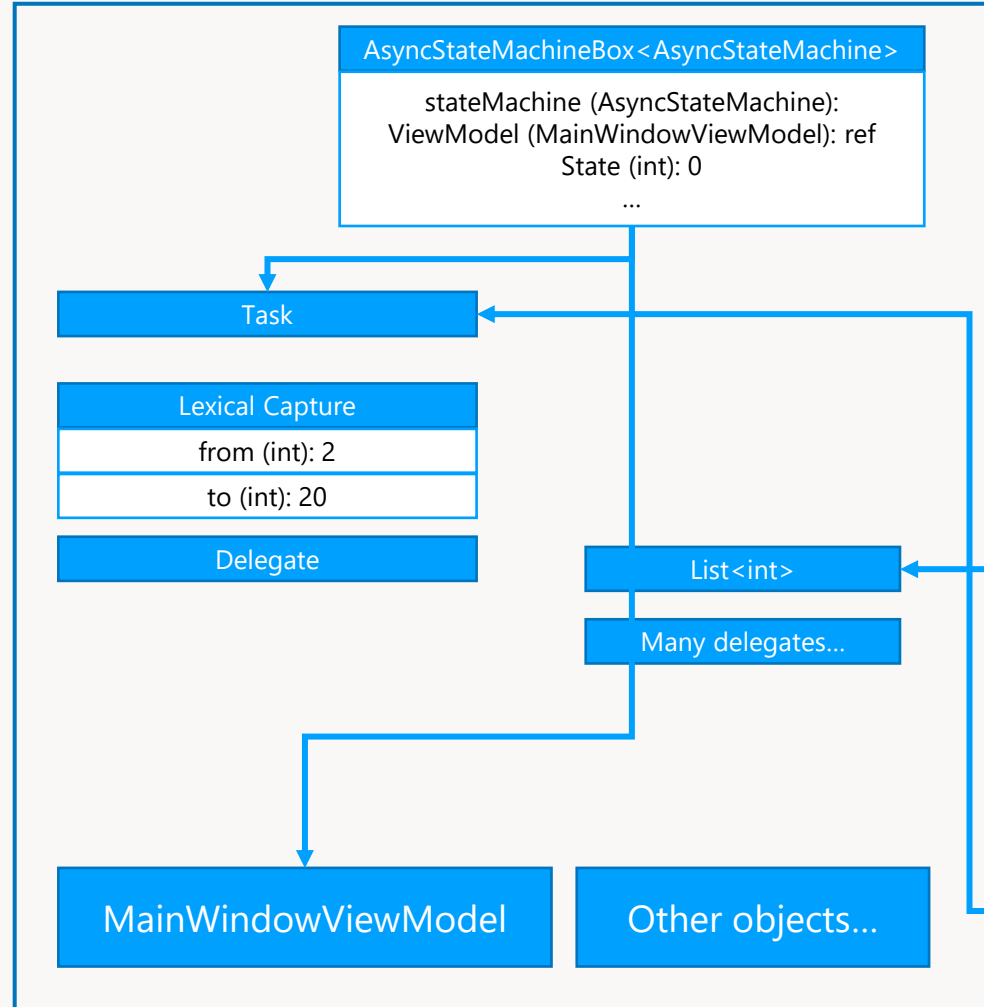 AsyncStateMachineBox<AsyncStateMachine>
stateMachine (AsyncStateMachine):
ViewModel (MainWindowViewModel): ref
State (int): 0
…
Task
Lexical Capture
from (int): 2
to (int): 20
Delegate
List<int>
Many delegates…
MainWindowViewModel
Other objects…